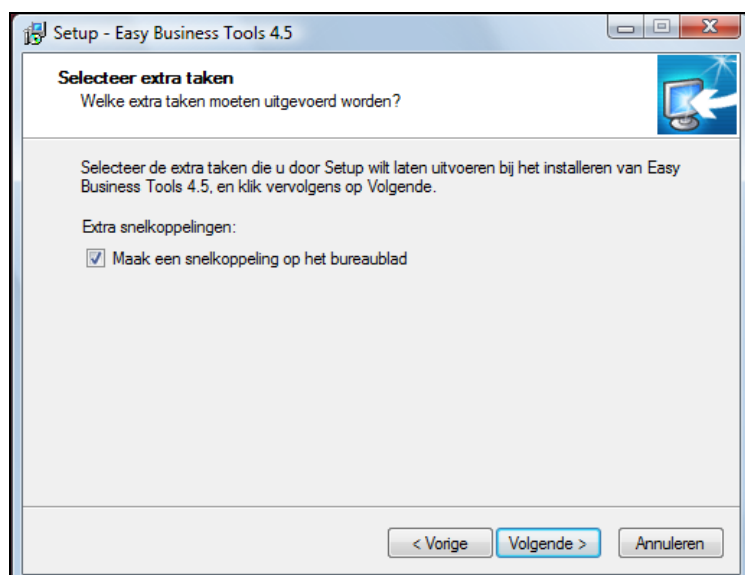 Setup - Easy Business Tools 4.5
Selecteer extra taken
Welke extra taken moeten uitgevoerd worden?
Selecteer de extra taken die u door Setup wilt laten uitvoeren bij het installeren van Easy
Business Tools 4.5, en klik vervolgens op Volgende.
Extra snelkoppelingen:
Maak een snelkoppeling op het bureaublad
< Vorige
Volgende >
Annuleren